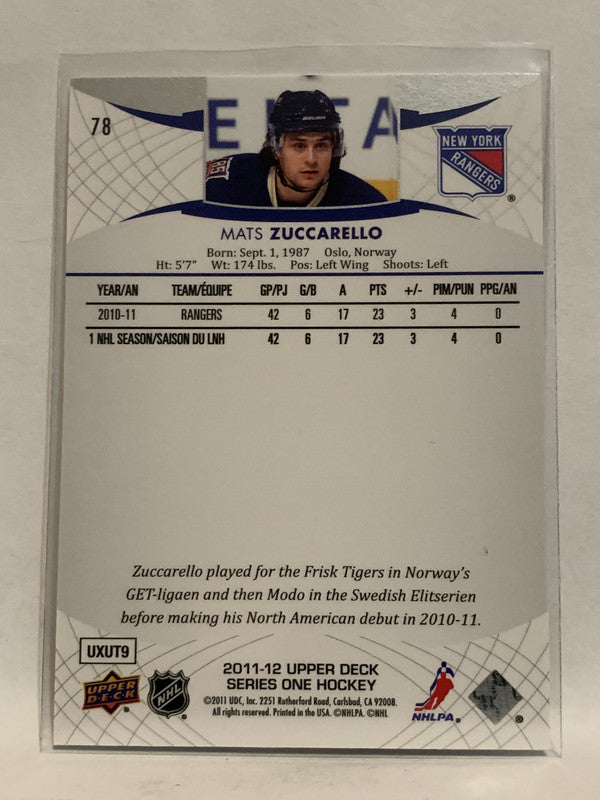 78
E TA
NEW YORK
RANGERS
®
MATS ZUCCARELLO
Born: Sept. 1, 1987 Oslo, Norway
Ht: 5'7" Wt: 174 lbs. Pos: Left Wing Shoots: Left
YEAR/AN TEAM/ÉQUIPE GP/PJ G/B A PTS +/- PIM/PUN PPG/AN
2010-11 RANGERS 42 6 17 23 3 4 0
1 NHL SEASON/SAISON DU LNH 42 6 17 23 3 4 0
Zuccarello played for the Frisk Tigers in Norway's
GET-ligaen and then Modo in the Swedish Elitserien
before making his North American debut in 2010-11.
UXUT9
UPPER
D·E·C·K
NHL
2011-12 UPPER DECK
SERIES ONE HOCKEY
©2011 UDC, Inc. 2251 Rutherford Road, Carlsbad, CA 92008.
All rights reserved. Printed in the USA. ©NHLPA. ©NHL
NHLPA.
®